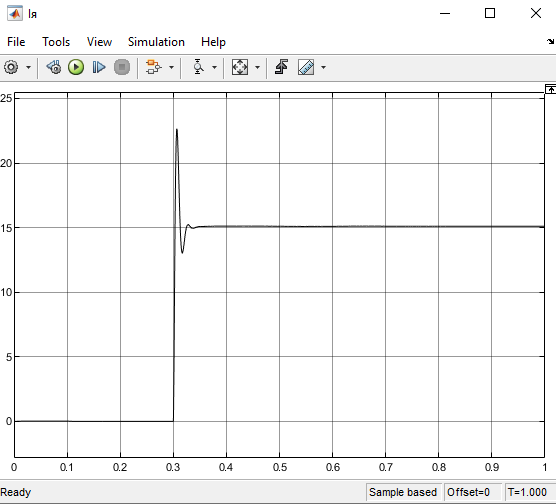 Iя
File Tools View Simulation Help
25
20
15
10
5
0
0 0.1 0.2 0.3 0.4 0.5 0.6 0.7 0.8 0.9 1
Ready Sample based Offset=0 T=1.000